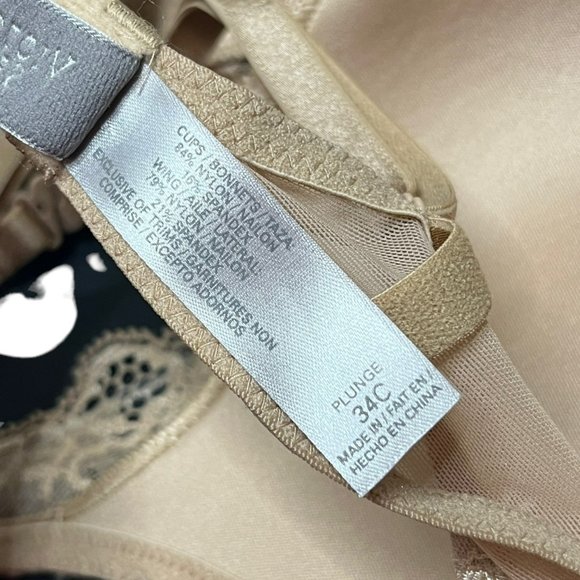 CUPS / BONNETS / TAZA
84% NYLON / NAILON
16% SPANDEX
WING / AILE / LATERAL
79% NYLON / NAILON
21% SPANDEX
EXCLUSIVE OF TRIMS / GARNITURES NON
COMPRISE / EXCEPTO ADORNOS
PLUNGE
34C
MADE IN / FAIT EN /
HECHO EN CHINA